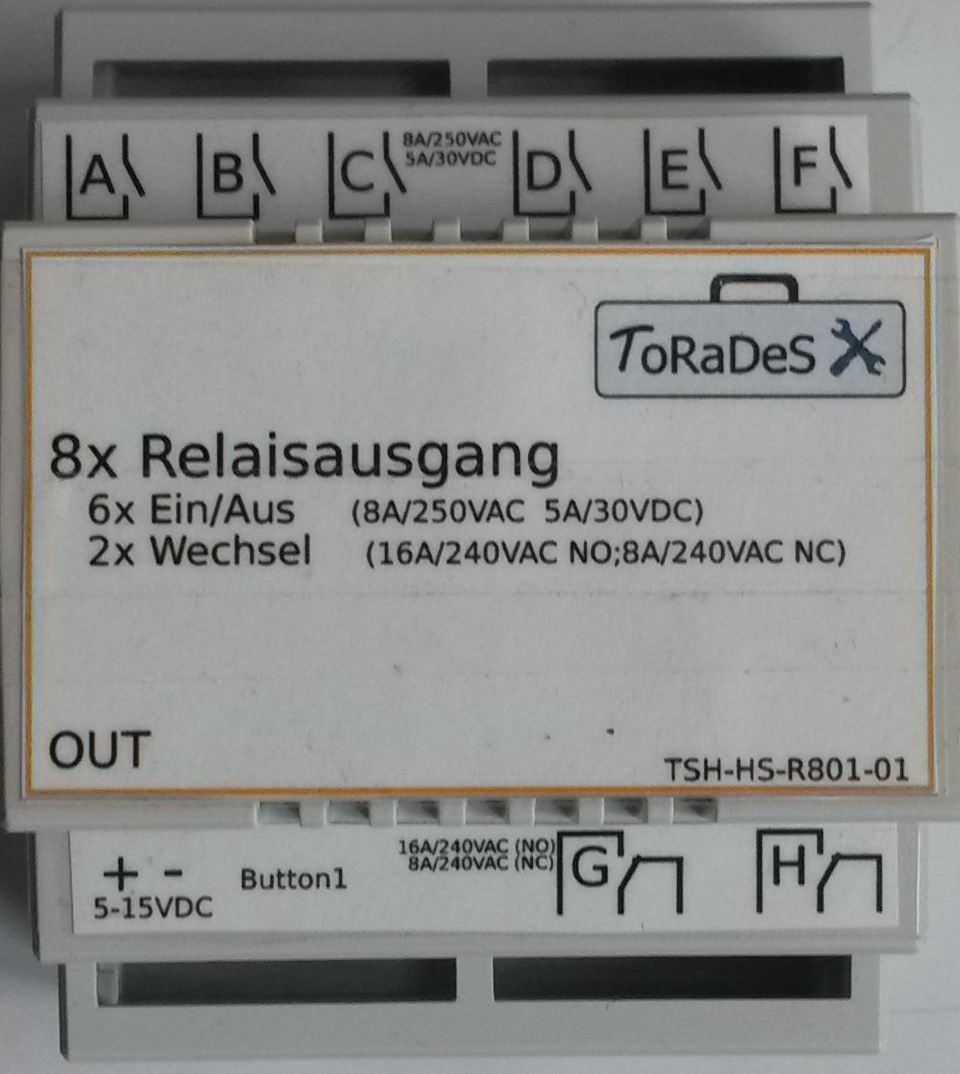 A B C 8A/250VAC D E F
5A/30VDC
ToRaDeS
8x Relaisausgang
6x Ein/Aus (8A/250VAC 5A/30VDC)
2x Wechsel (16A/240VAC NO;8A/240VAC NC)
OUT
TSH-HS-R801-01
+ - Button1 16A/240VAC (NO) G H
8A/240VAC (NC)
5-15VDC